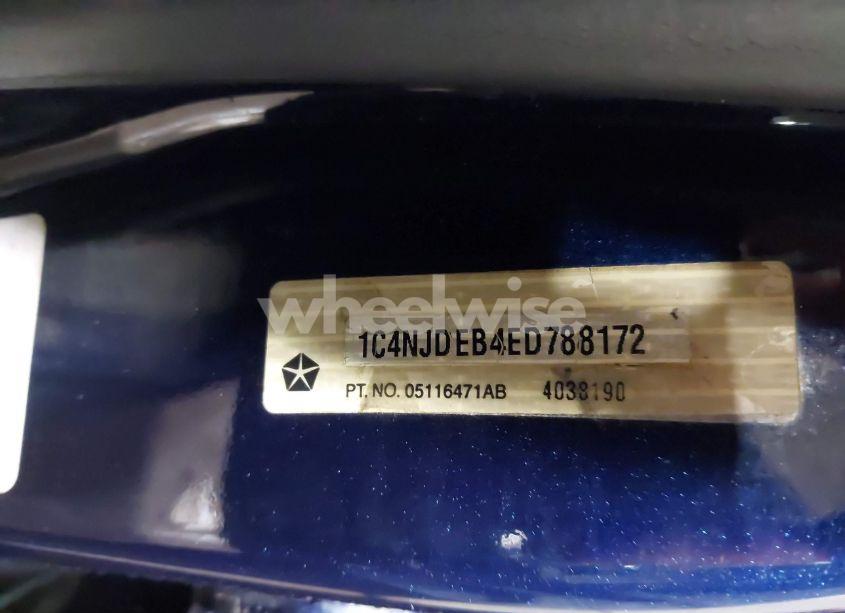 wheelwise
1C4NJDEB4ED788172
PT. NO. 05116471AB 4038190